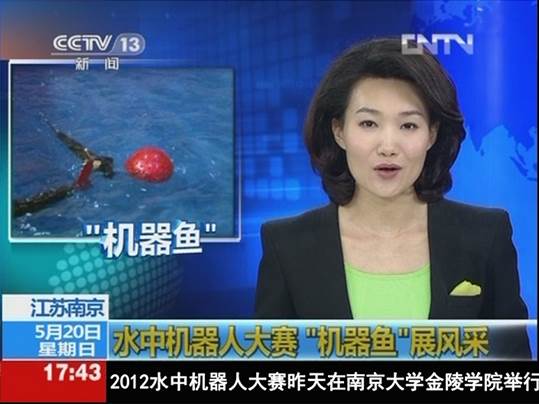 CCTV 13
新闻
CNTV
"机器鱼"
江苏南京
5月20日
星期日
水中机器人大赛 "机器鱼"展风采
17:43
2012水中机器人大赛昨天在南京大学金陵学院举行